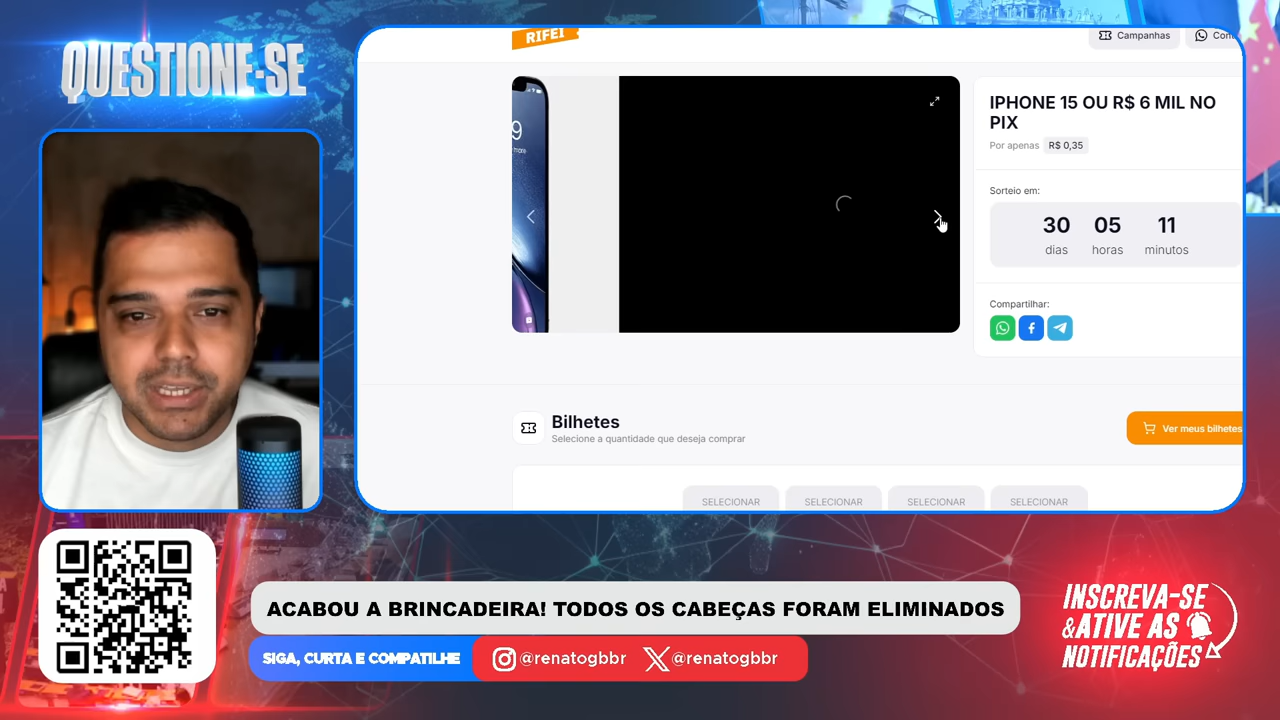 QUESTIONE-SE
RIFEI
Campanhas
IPHONE 15 OU R$ 6 MIL NO
PIX
Por apenas R$ 0,35
Sorteio em:
30 05 11
dias horas minutos
Compartilhar:
Bilhetes
Selecione a quantidade que deseja comprar
Ver meus bilhetes
SELECIONAR SELECIONAR SELECIONAR SELECIONAR
ACABOU A BRINCADEIRA! TODOS OS CABEÇAS FORAM ELIMINADOS
SIGA, CURTA E COMPATILHE @renatogbbr @renatogbbr
INSCREVA-SE
&ATIVE AS
NOTIFICAÇÕES